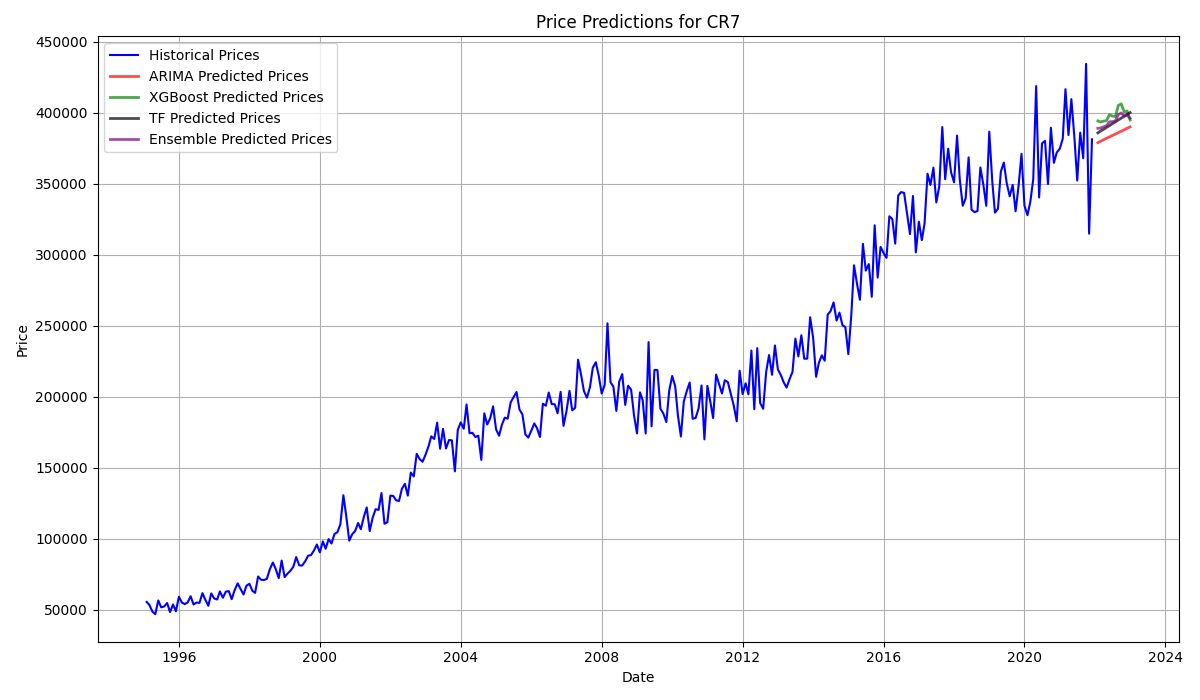 Price Predictions for CR7
Historical Prices
ARIMA Predicted Prices
XGBoost Predicted Prices
TF Predicted Prices
Ensemble Predicted Prices
450000
400000
350000
300000
250000
200000
150000
100000
50000
Price
1996
2000
2004
2008
2012
2016
2020
2024
Date